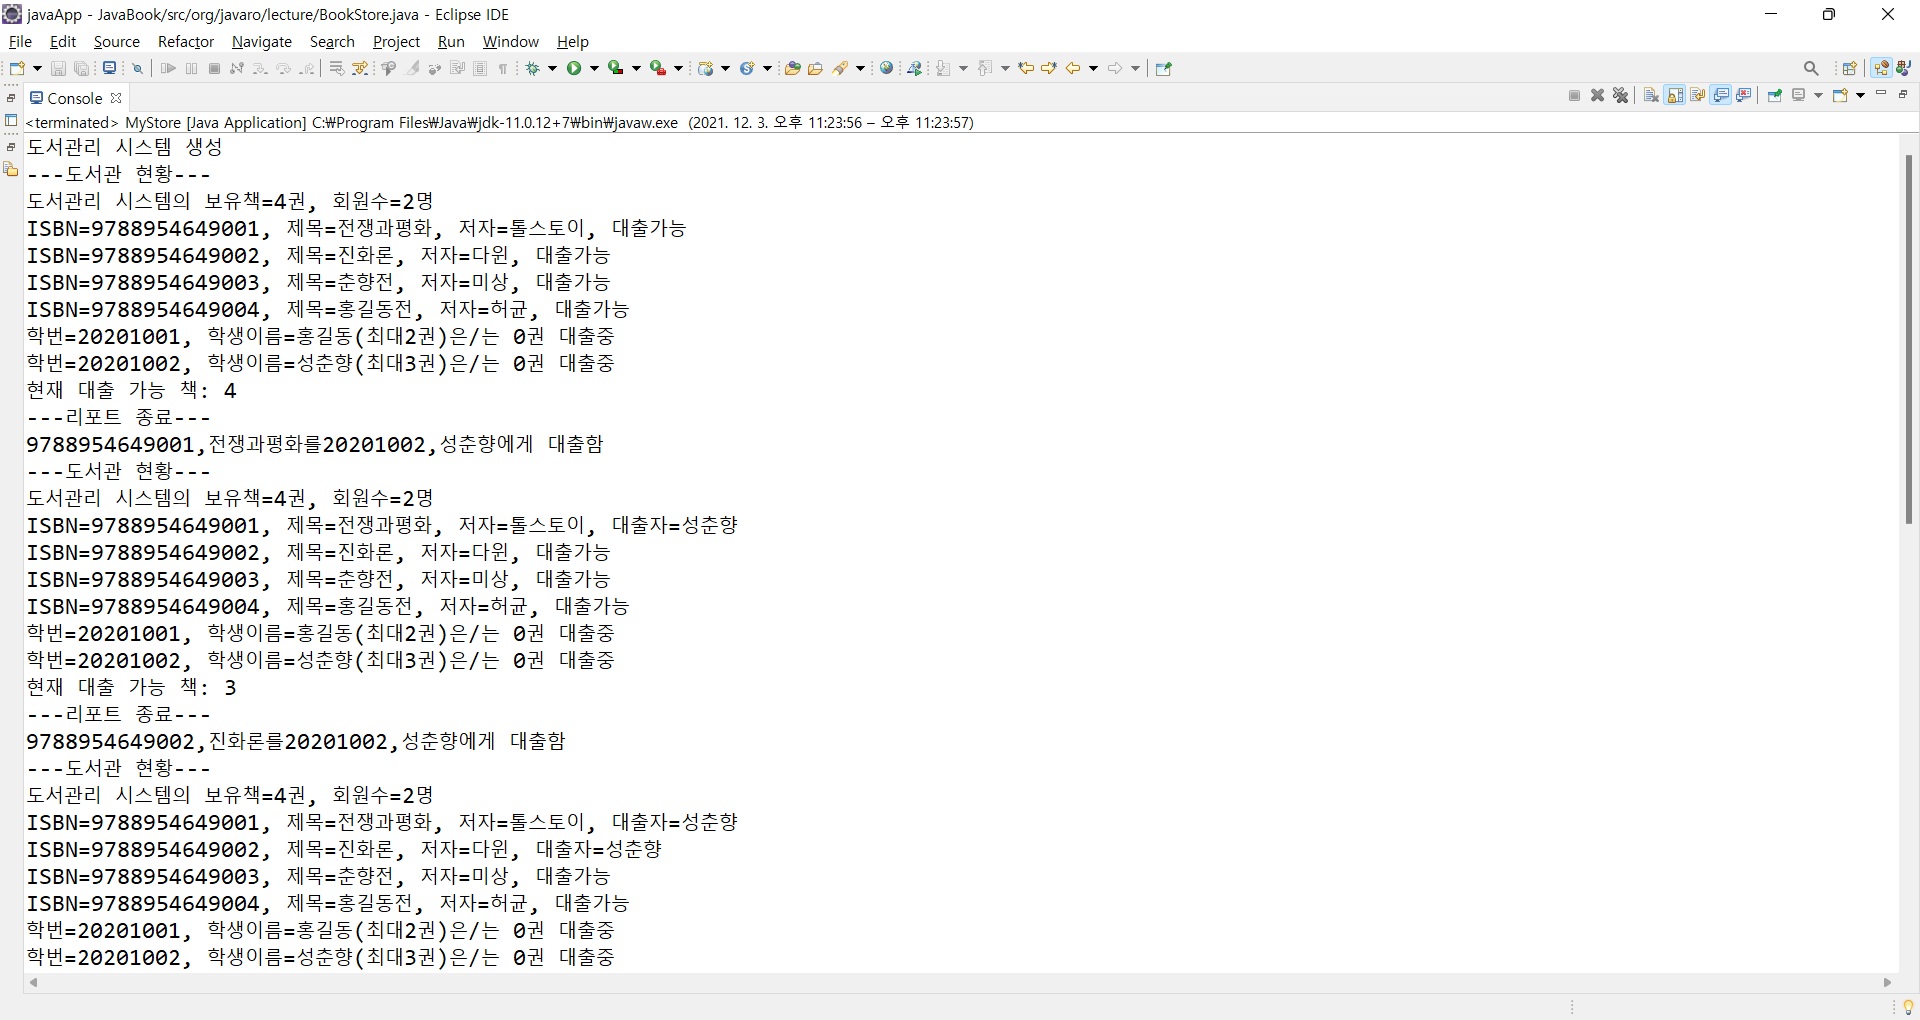 javaApp - JavaBook/src/org/javaro/lecture/BookStore.java - Eclipse IDE
File Edit Source Refactor Navigate Search Project Run Window Help
Console
<terminated> MyStore [Java Application] C:₩Program Files₩Java₩jdk-11.0.12+7₩bin₩javaw.exe (2021. 12. 3. 오후 11:23:56 – 오후 11:23:57)
도서관리 시스템 생성
---도서관 현황---
도서관리 시스템의 보유책=4권, 회원수=2명
ISBN=9788954649001, 제목=전쟁과평화, 저자=톨스토이, 대출가능
ISBN=9788954649002, 제목=진화론, 저자=다윈, 대출가능
ISBN=9788954649003, 제목=춘향전, 저자=미상, 대출가능
ISBN=9788954649004, 제목=홍길동전, 저자=허균, 대출가능
학번=20201001, 학생이름=홍길동(최대2권)은/는 0권 대출중
학번=20201002, 학생이름=성춘향(최대3권)은/는 0권 대출중
현재 대출 가능 책: 4
---리포트 종료---
9788954649001,전쟁과평화를20201002,성춘향에게 대출함
---도서관 현황---
도서관리 시스템의 보유책=4권, 회원수=2명
ISBN=9788954649001, 제목=전쟁과평화, 저자=톨스토이, 대출자=성춘향
ISBN=9788954649002, 제목=진화론, 저자=다윈, 대출가능
ISBN=9788954649003, 제목=춘향전, 저자=미상, 대출가능
ISBN=9788954649004, 제목=홍길동전, 저자=허균, 대출가능
학번=20201001, 학생이름=홍길동(최대2권)은/는 0권 대출중
학번=20201002, 학생이름=성춘향(최대3권)은/는 0권 대출중
현재 대출 가능 책: 3
---리포트 종료---
9788954649002,진화론를20201002,성춘향에게 대출함
---도서관 현황---
도서관리 시스템의 보유책=4권, 회원수=2명
ISBN=9788954649001, 제목=전쟁과평화, 저자=톨스토이, 대출자=성춘향
ISBN=9788954649002, 제목=진화론, 저자=다윈, 대출자=성춘향
ISBN=9788954649003, 제목=춘향전, 저자=미상, 대출가능
ISBN=9788954649004, 제목=홍길동전, 저자=허균, 대출가능
학번=20201001, 학생이름=홍길동(최대2권)은/는 0권 대출중
학번=20201002, 학생이름=성춘향(최대3권)은/는 0권 대출중